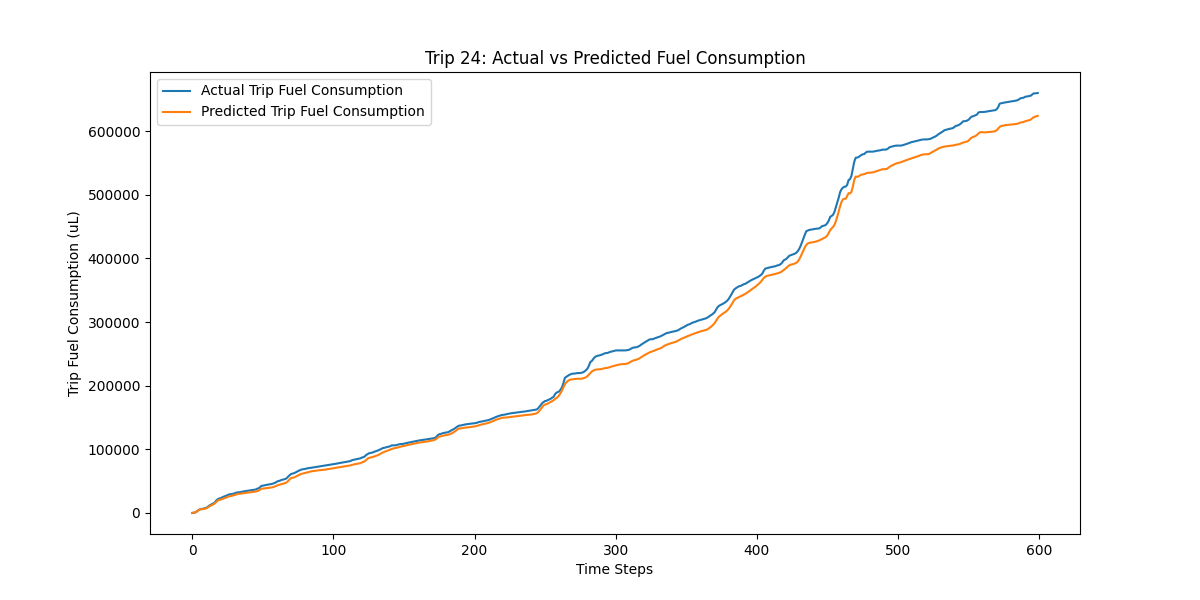 Trip 24: Actual vs Predicted Fuel Consumption
Actual Trip Fuel Consumption
Predicted Trip Fuel Consumption
Trip Fuel Consumption (uL)
600000
500000
400000
300000
200000
100000
0
0 100 200 300 400 500 600
Time Steps